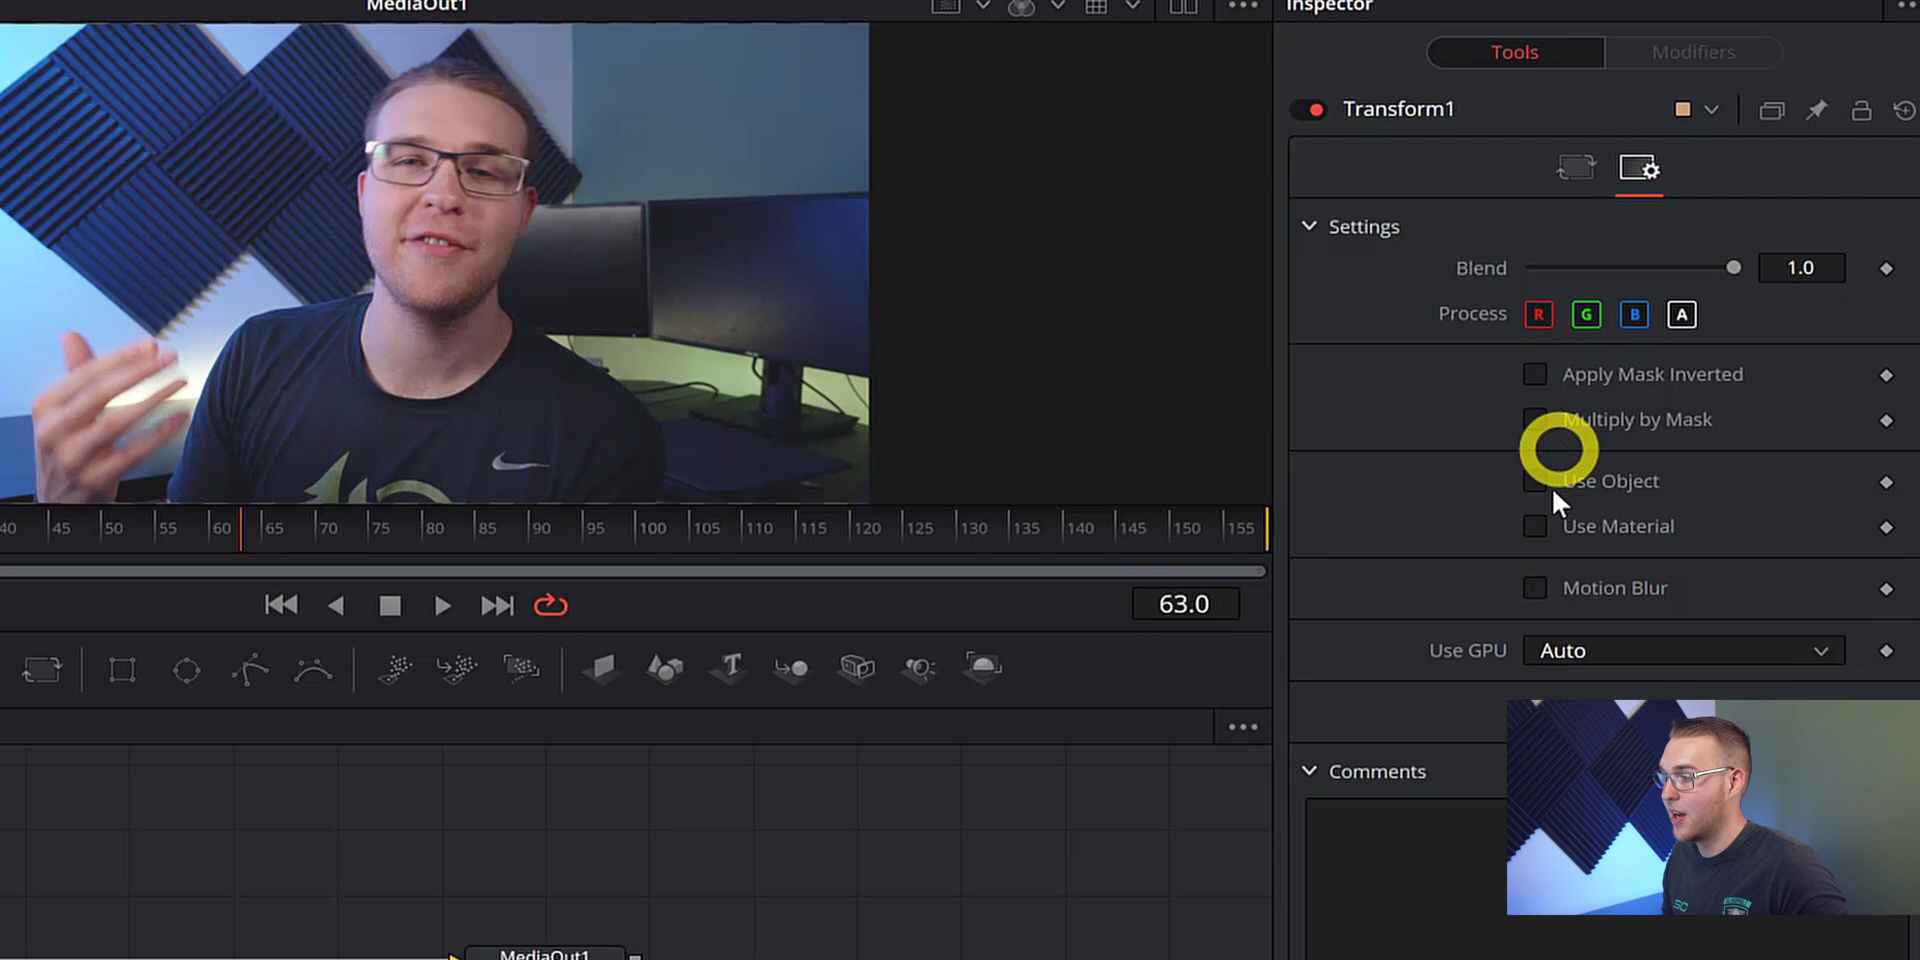 MediaOut1
Inspector
Tools Modifiers
Transform1
Settings
Blend 1.0
Process R G B A
Apply Mask Inverted
Multiply by Mask
Use Object
Use Material
Motion Blur
Use GPU Auto
Comments
40 45 50 55 60 65 70 75 80 85 90 95 100 105 110 115 120 125 130 135 140 145 150 155
63.0
T
MediaOut1